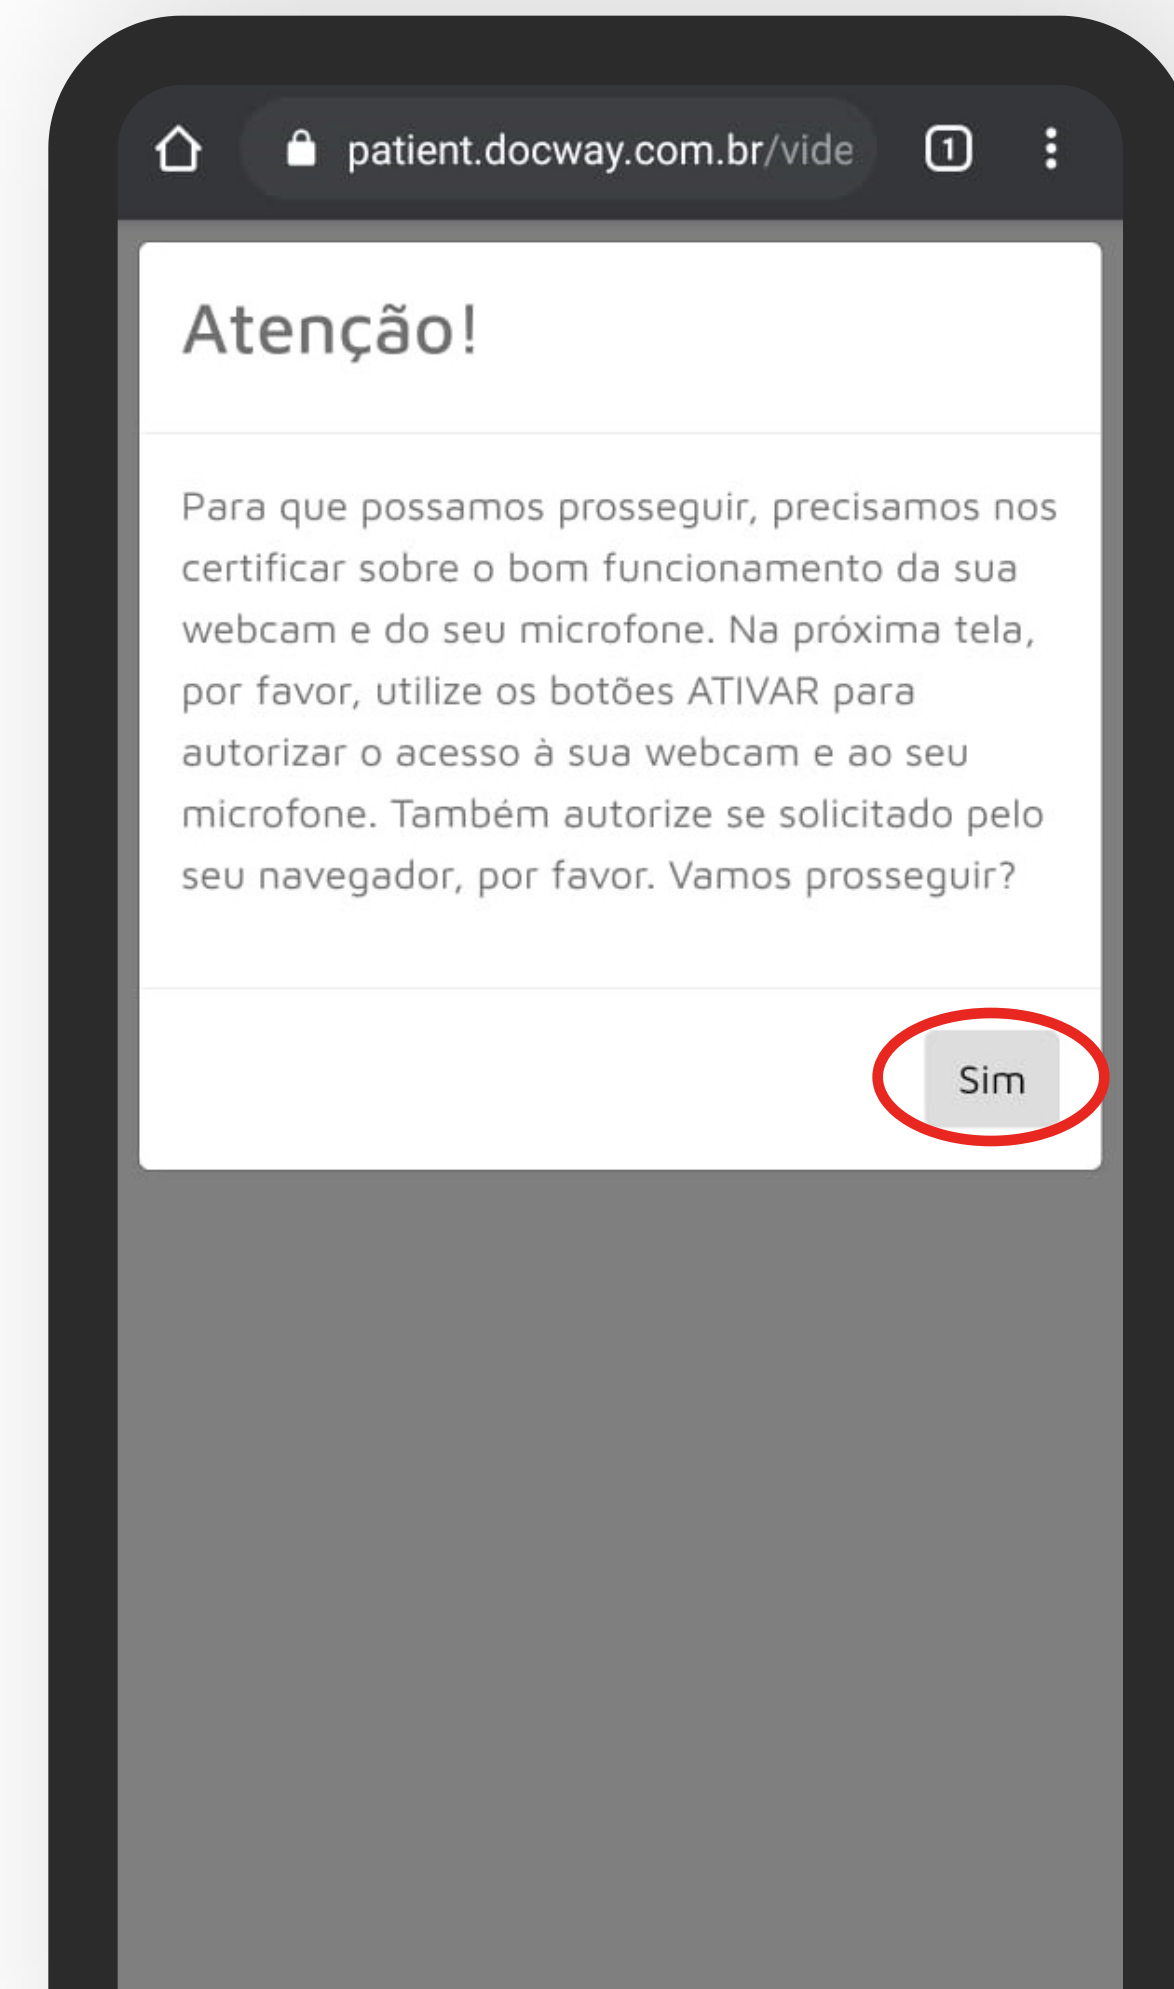 patient.docway.com.br/vide
1
Atenção!
Para que possamos prosseguir, precisamos nos
certificar sobre o bom funcionamento da sua
webcam e do seu microfone. Na próxima tela,
por favor, utilize os botões ATIVAR para
autorizar o acesso à sua webcam e ao seu
microfone. Também autorize se solicitado pelo
seu navegador, por favor. Vamos prosseguir?
Sim